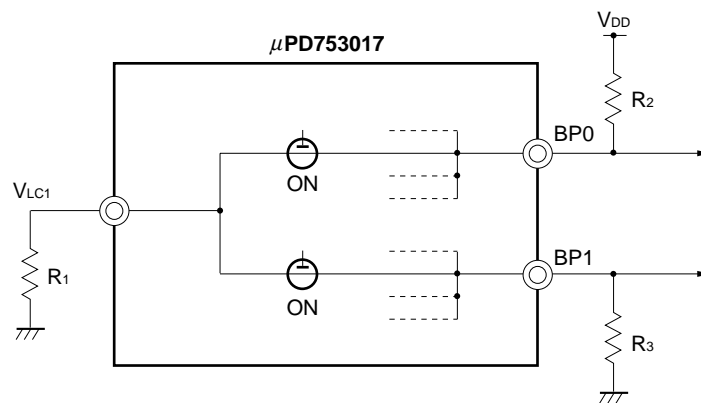 VDD
μPD753017
R2
BP0
ON
VLC1
R1
BP1
ON
R3